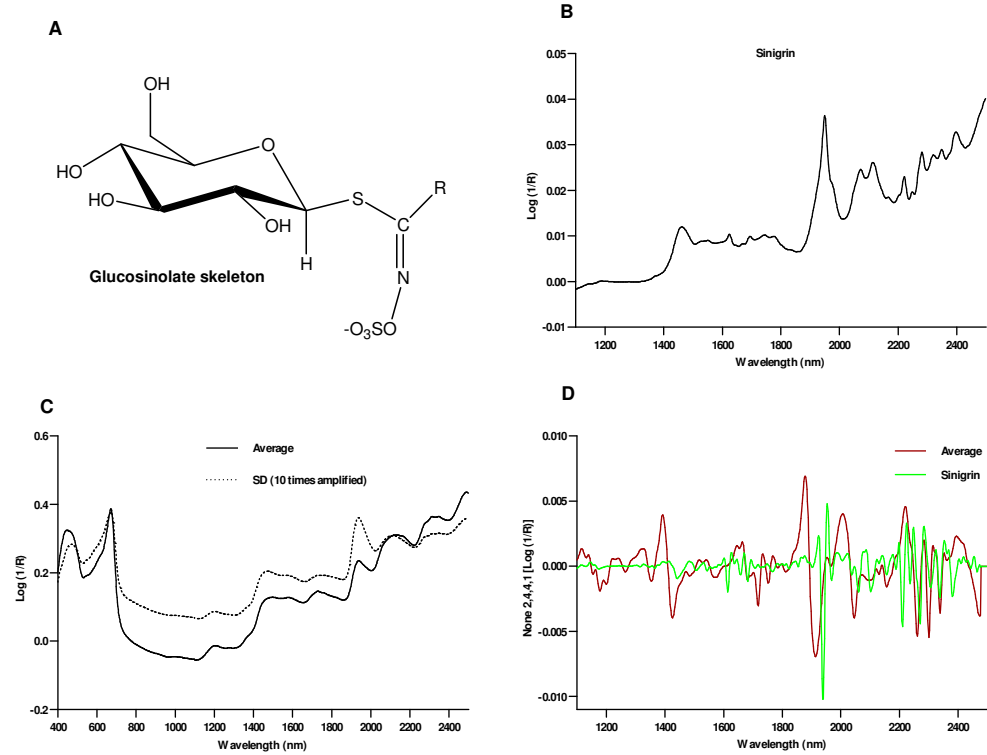 A
OH
O
HO
HO
OH
S
R
C
H
N
-O3SO
Glucosinolate skeleton
B
Sinigrin
0.05
0.04
0.03
0.02
0.01
0.00
-0.01
Log (1/R)
1200 1400 1600 1800 2000 2200 2400
Wavelength (nm)
C
Average
SD (10 times amplified)
0.6
0.4
0.2
0.0
-0.2
Log (1/R)
400 600 800 1000 1200 1400 1600 1800 2000 2200 2400
Wavelength (nm)
D
Average
Sinigrin
0.010
0.005
0.000
-0.005
-0.010
None 2,4,4,1 [Log (1/R)]
1200 1400 1600 1800 2000 2200 2400
Wavelength (nm)